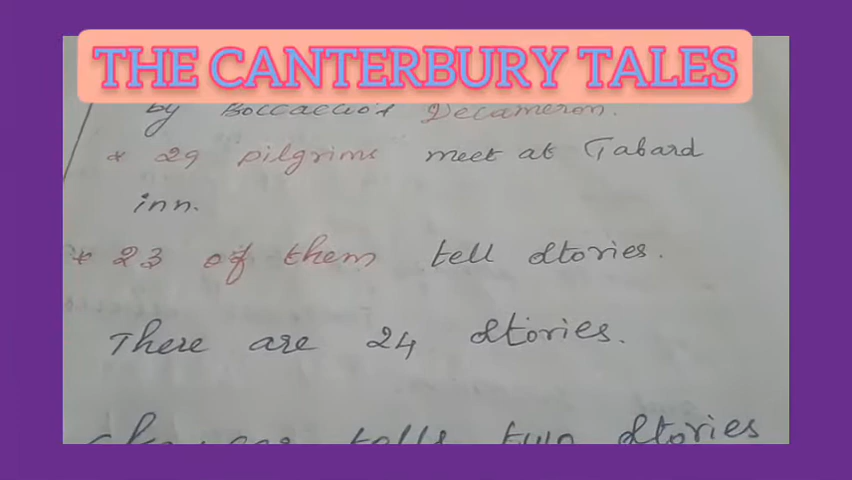 THE CANTERBURY TALES
by Boccaccio's Decameron.
* 29 pilgrims meet at Tabard
inn.
* 23 of them tell stories.
There are 24 stories.
tells two stories